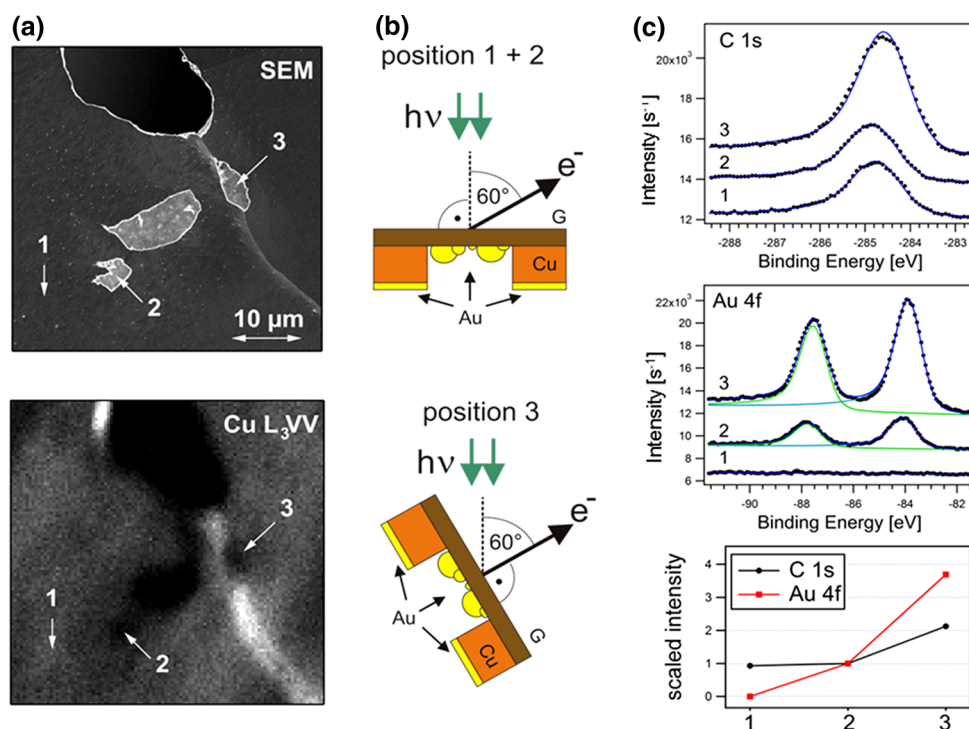 (a)
SEM
3
1
2
10 µm
Cu L₃VV
3
1
2
(b)
position 1 + 2
hν
e⁻
60°
G
Cu
Au
position 3
hν
e⁻
60°
Au
Cu
G
(c)
C 1s
20x10³
18
16
14
12
3
2
1
Intensity [s⁻¹]
-288 -287 -286 -285 -284 -283
Binding Energy [eV]
Au 4f
22x10³
20
18
16
14
12
10
8
6
3
2
1
Intensity [s⁻¹]
-90 -88 -86 -84 -82
Binding Energy [eV]
C 1s
Au 4f
4
3
2
1
0
scaled intensity
1 2 3